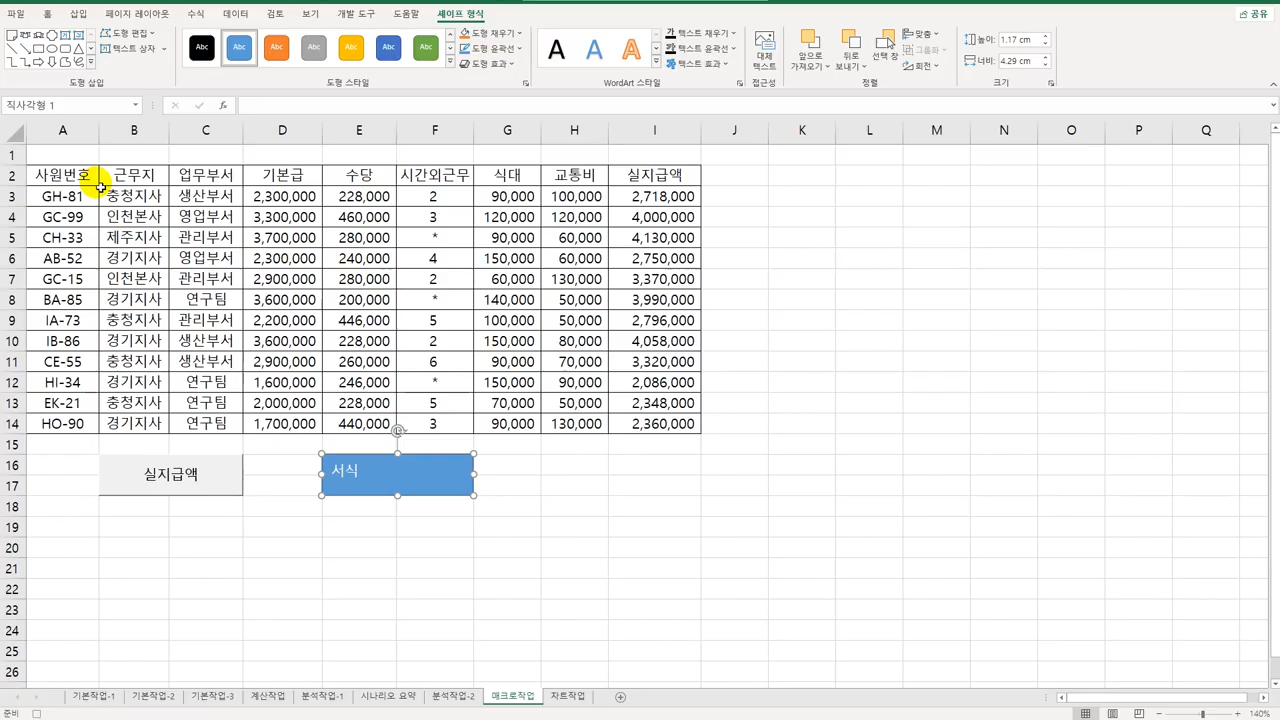 파일 홈 삽입 페이지 레이아웃 수식 데이터 검토 보기 개발 도구 도움말 셰이프 형식 공유
도형 편집 Abc Abc Abc Abc Abc Abc Abc 도형 채우기 A A A 텍스트 채우기 맞춤 높이: 1.17 cm
텍스트 상자 도형 윤곽선 텍스트 윤곽선 대체 텍스트 앞으로 가져오기 뒤로 보내기 선택 창 그룹화 너비: 4.29 cm
도형 효과 텍스트 효과 회전
도형 삽입 도형 스타일 WordArt 스타일 접근성 정렬 크기
직사각형 1 fx
A B C D E F G H I J K L M N O P Q
1
2 사원번호 근무지 업무부서 기본급 수당 시간외근무 식대 교통비 실지급액
3 GH-81 충청지사 생산부서 2,300,000 228,000 2 90,000 100,000 2,718,000
4 GC-99 인천본사 영업부서 3,300,000 460,000 3 120,000 120,000 4,000,000
5 CH-33 제주지사 관리부서 3,700,000 280,000 * 90,000 60,000 4,130,000
6 AB-52 경기지사 영업부서 2,300,000 240,000 4 150,000 60,000 2,750,000
7 GC-15 인천본사 관리부서 2,900,000 280,000 2 60,000 130,000 3,370,000
8 BA-85 경기지사 연구팀 3,600,000 200,000 * 140,000 50,000 3,990,000
9 IA-73 충청지사 관리부서 2,200,000 446,000 5 100,000 50,000 2,796,000
10 IB-86 경기지사 생산부서 3,600,000 228,000 2 150,000 80,000 4,058,000
11 CE-55 충청지사 생산부서 2,900,000 260,000 6 90,000 70,000 3,320,000
12 HI-34 경기지사 연구팀 1,600,000 246,000 * 150,000 90,000 2,086,000
13 EK-21 충청지사 연구팀 2,000,000 228,000 5 70,000 50,000 2,348,000
14 HO-90 경기지사 연구팀 1,700,000 440,000 3 90,000 130,000 2,360,000
15
16 실지급액 서식
17
18
19
20
21
22
23
24
25
26
기본작업-1 기본작업-2 기본작업-3 계산작업 분석작업-1 시나리오 요약 분석작업-2 매크로작업 차트작업
준비 140%